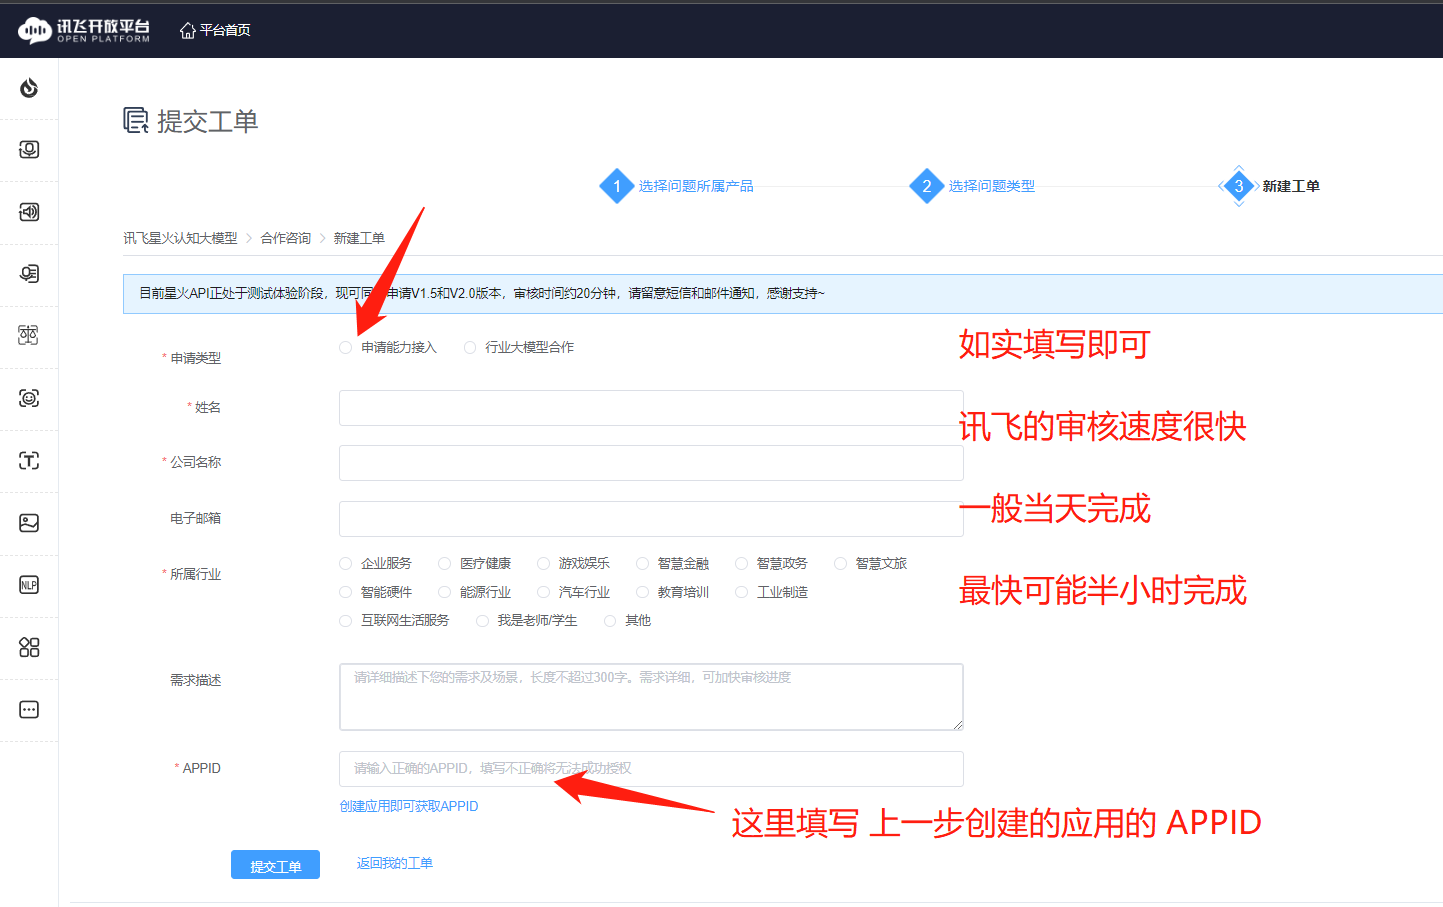 讯飞开放平台
OPEN PLATFORM
平台首页
提交工单
1 选择问题所属产品
2 选择问题类型
3 新建工单
讯飞星火认知大模型 > 合作咨询 > 新建工单
目前星火API正处于测试体验阶段，现可同 申请V1.5和V2.0版本，审核时间约20分钟，请留意短信和邮件通知，感谢支持~
* 申请类型
申请能力接入 行业大模型合作
如实填写即可
* 姓名
讯飞的审核速度很快
* 公司名称
一般当天完成
电子邮箱
* 所属行业
企业服务 医疗健康 游戏娱乐 智慧金融 智慧政务 智慧文旅
智能硬件 能源行业 汽车行业 教育培训 工业制造
互联网生活服务 我是老师/学生 其他
最快可能半小时完成
需求描述
请详细描述下您的需求及场景，长度不超过300字。需求详细，可加快审核进度
* APPID
请输入正确的APPID，填写不正确将无法成功授权
创建应用即可获取APPID
这里填写 上一步创建的应用的 APPID
提交工单 返回我的工单
NLP